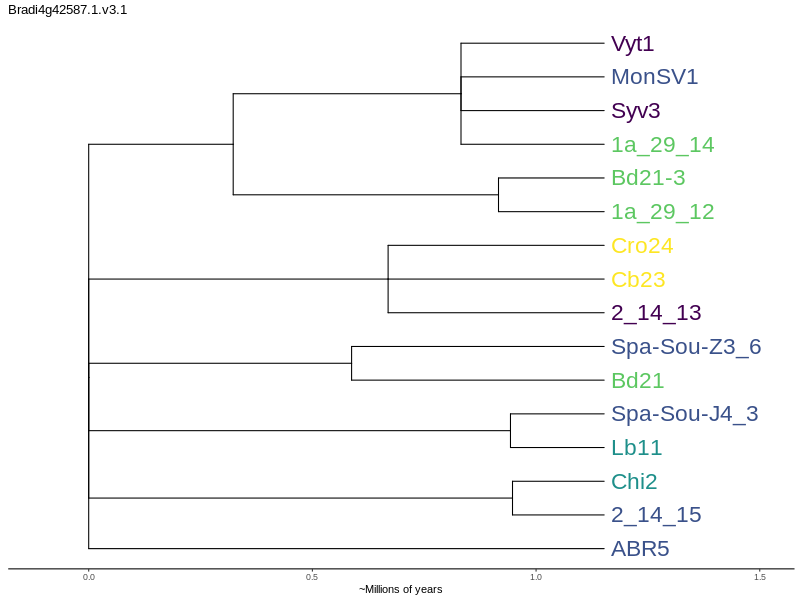 Bradi4g42587.1.v3.1
Vyt1
MonSV1
Syv3
1a_29_14
Bd21-3
1a_29_12
Cro24
Cb23
2_14_13
Spa-Sou-Z3_6
Bd21
Spa-Sou-J4_3
Lb11
Chi2
2_14_15
ABR5
0.0 0.5 1.0 1.5
~Millions of years